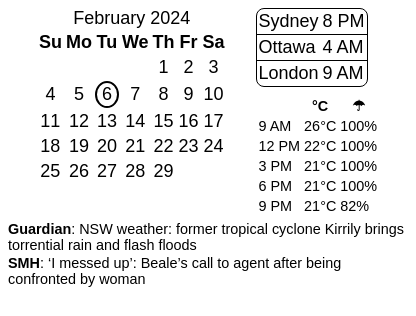 February 2024
Su Mo Tu We Th Fr Sa
1 2 3
4 5 6 7 8 9 10
11 12 13 14 15 16 17
18 19 20 21 22 23 24
25 26 27 28 29
Sydney 8 PM
Ottawa 4 AM
London 9 AM
°C ☂
9 AM 26°C 100%
12 PM 22°C 100%
3 PM 21°C 100%
6 PM 21°C 100%
9 PM 21°C 82%
Guardian: NSW weather: former tropical cyclone Kirrily brings
torrential rain and flash floods
SMH: ‘I messed up’: Beale’s call to agent after being
confronted by woman